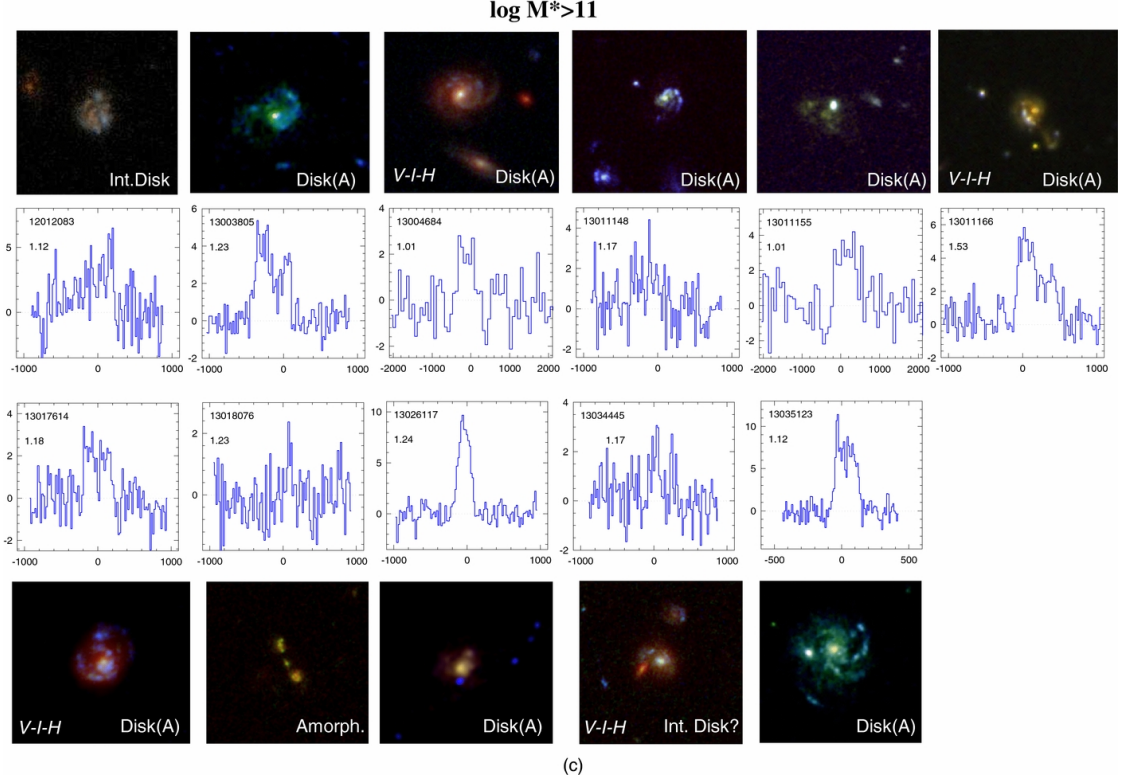 log M*>11
Int.Disk
Disk(A)
V-I-H Disk(A)
Disk(A)
Disk(A)
V-I-H Disk(A)
12012083
1.12
5
0
-1000 0 1000
13003805
1.23
6
4
2
0
-2
-1000 0 1000
13004684
1.01
4
2
0
-2
-2000 -1000 0 1000 2000
13011148
1.17
4
2
0
-2
-1000 0 1000
13011155
1.01
4
2
0
-2
-2000 -1000 0 1000 2000
13011166
1.53
6
4
2
0
-2
-1000 0 1000
13017614
1.18
4
2
0
-2
-1000 0 1000
13018076
1.23
2
0
-1000 0 1000
13026117
1.24
10
5
0
-1000 0 1000
13034445
1.17
4
2
0
-2
-1000 0 1000
13035123
1.12
10
5
0
-500 0 500
V-I-H Disk(A)
Amorph.
Disk(A)
V-I-H Int. Disk?
Disk(A)
(c)